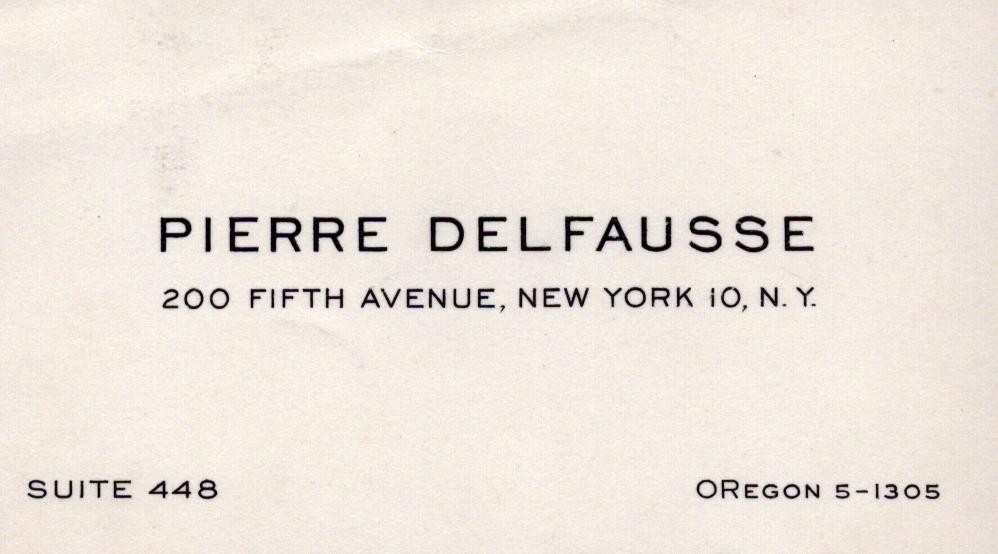 PIERRE DELFAUSSE
200 FIFTH AVENUE, NEW YORK 10, N. Y.
SUITE 448
OREGON 5-1305